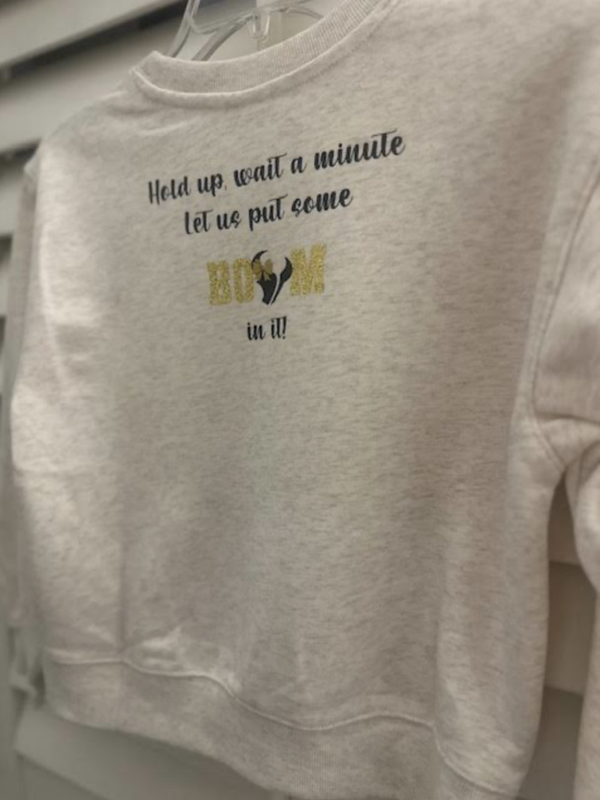 Hold up, wait a minute
let us put some
BOOM
in it!